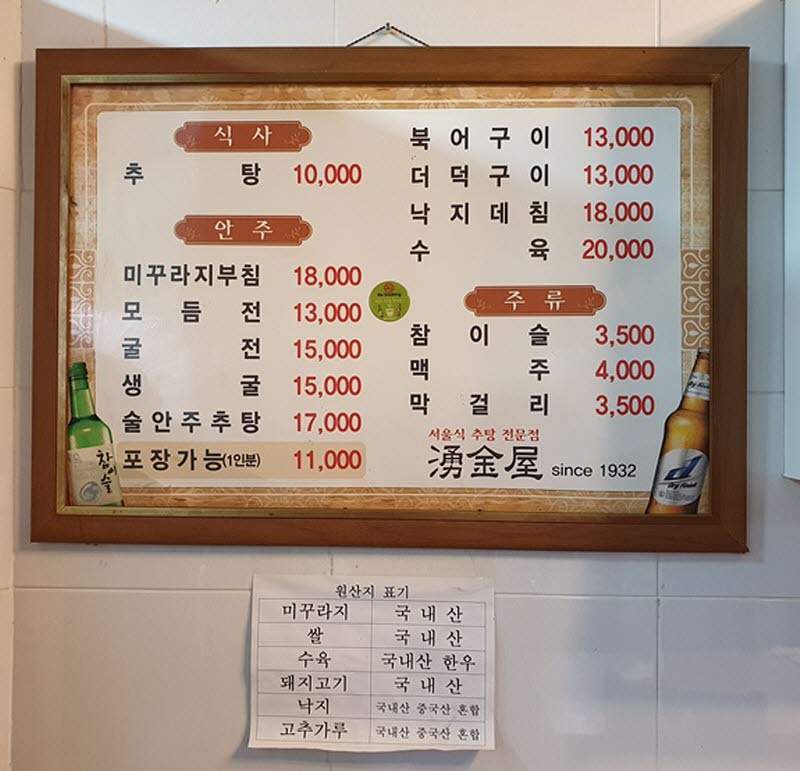 식사
추탕 10,000
안주
미꾸라지부침 18,000
모듬전 13,000
굴전 15,000
생굴 15,000
술안주추탕 17,000
포장가능(1인분) 11,000
북어구이 13,000
더덕구이 13,000
낙지데침 18,000
수육 20,000
주류
참이슬 3,500
맥주 4,000
막걸리 3,500
서울식 추탕 전문점
湧金屋 since 1932
참이슬
d
Dry Finish
원산지 표기
미꾸라지 국내산
쌀 국내산
수육 국내산 한우
돼지고기 국내산
낙지 국내산 중국산 혼합
고추가루 국내산 중국산 혼합